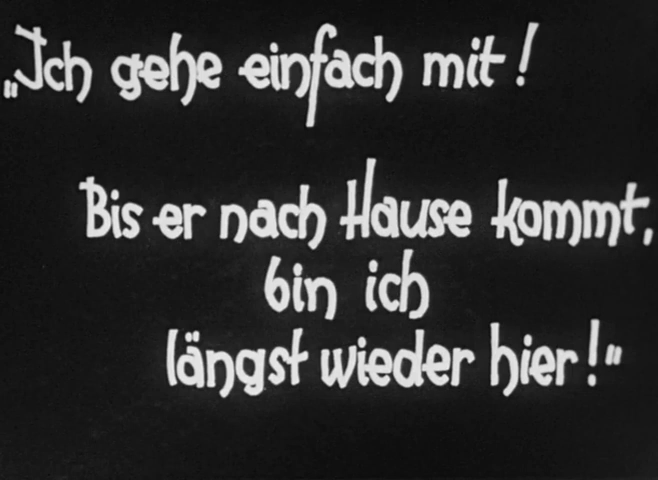 „Ich gehe einfach mit!
Bis er nach Hause kommt,
bin ich
längst wieder hier!"